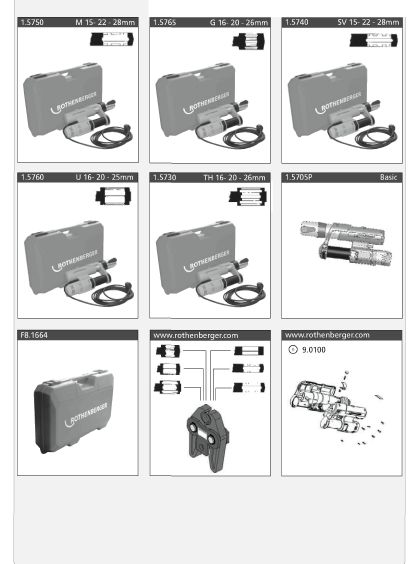 1.5750 M 15- 22 - 28mm
1.5765 G 16- 20 - 26mm
1.5740 SV 15- 22 - 28mm
ROTHENBERGER
ROTHENBERGER
ROTHENBERGER
1.5760 U 16- 20 - 25mm
1.5730 TH 16- 20 - 26mm
1.5705P Basic
ROTHENBERGER
ROTHENBERGER
F8.1664
www.rothenberger.com
www.rothenberger.com
9.0100
ROTHENBERGER